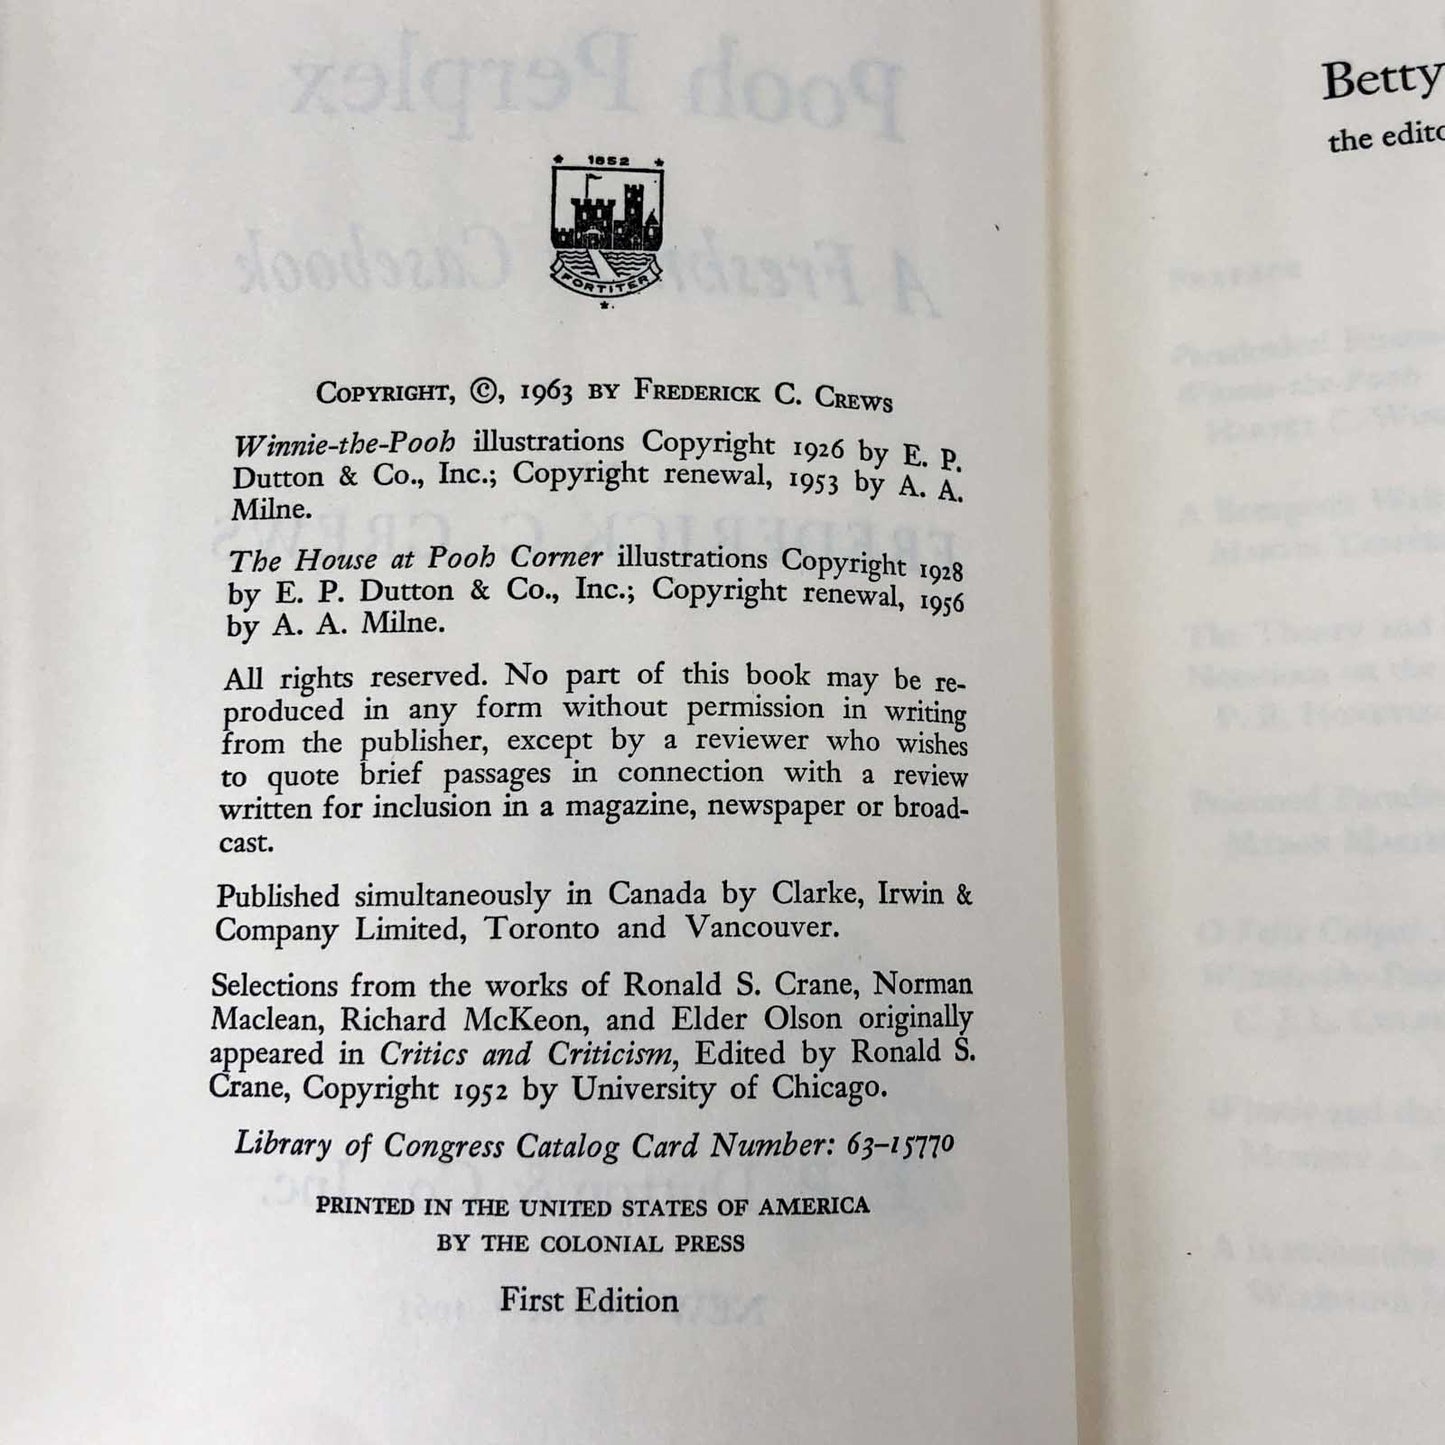 Pooh Perplex
1852
A Freshman Casebook
FORTITER
COPYRIGHT, ©, 1963 BY FREDERICK C. CREWS
Winnie-the-Pooh illustrations Copyright 1926 by E. P.
Dutton & Co., Inc.; Copyright renewal, 1953 by A. A.
Milne.
FREDERICK C. CREWS
The House at Pooh Corner illustrations Copyright 1928
by E. P. Dutton & Co., Inc.; Copyright renewal, 1956
by A. A. Milne.
All rights reserved. No part of this book may be re-
produced in any form without permission in writing
from the publisher, except by a reviewer who wishes
to quote brief passages in connection with a review
written for inclusion in a magazine, newspaper or broad-
cast.
Published simultaneously in Canada by Clarke, Irwin &
Company Limited, Toronto and Vancouver.
Selections from the works of Ronald S. Crane, Norman
Maclean, Richard McKeon, and Elder Olson originally
appeared in Critics and Criticism, Edited by Ronald S.
Crane, Copyright 1952 by University of Chicago.
Library of Congress Catalog Card Number: 63-15770
PRINTED IN THE UNITED STATES OF AMERICA
BY THE COLONIAL PRESS
First Edition
Betty
the edito